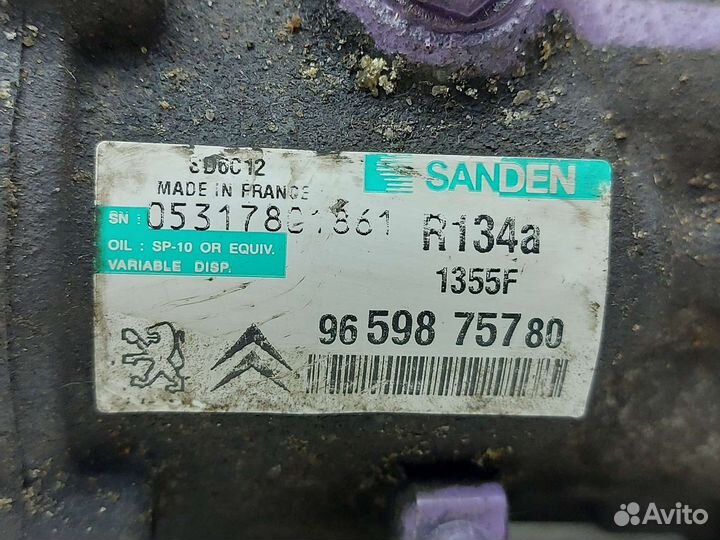 SD6C12
SANDEN
MADE IN FRANCE
SN :
R134a
OIL : SP-10 OR EQUIV.
VARIABLE DISP.
1355F
96 598 757 80
Avito